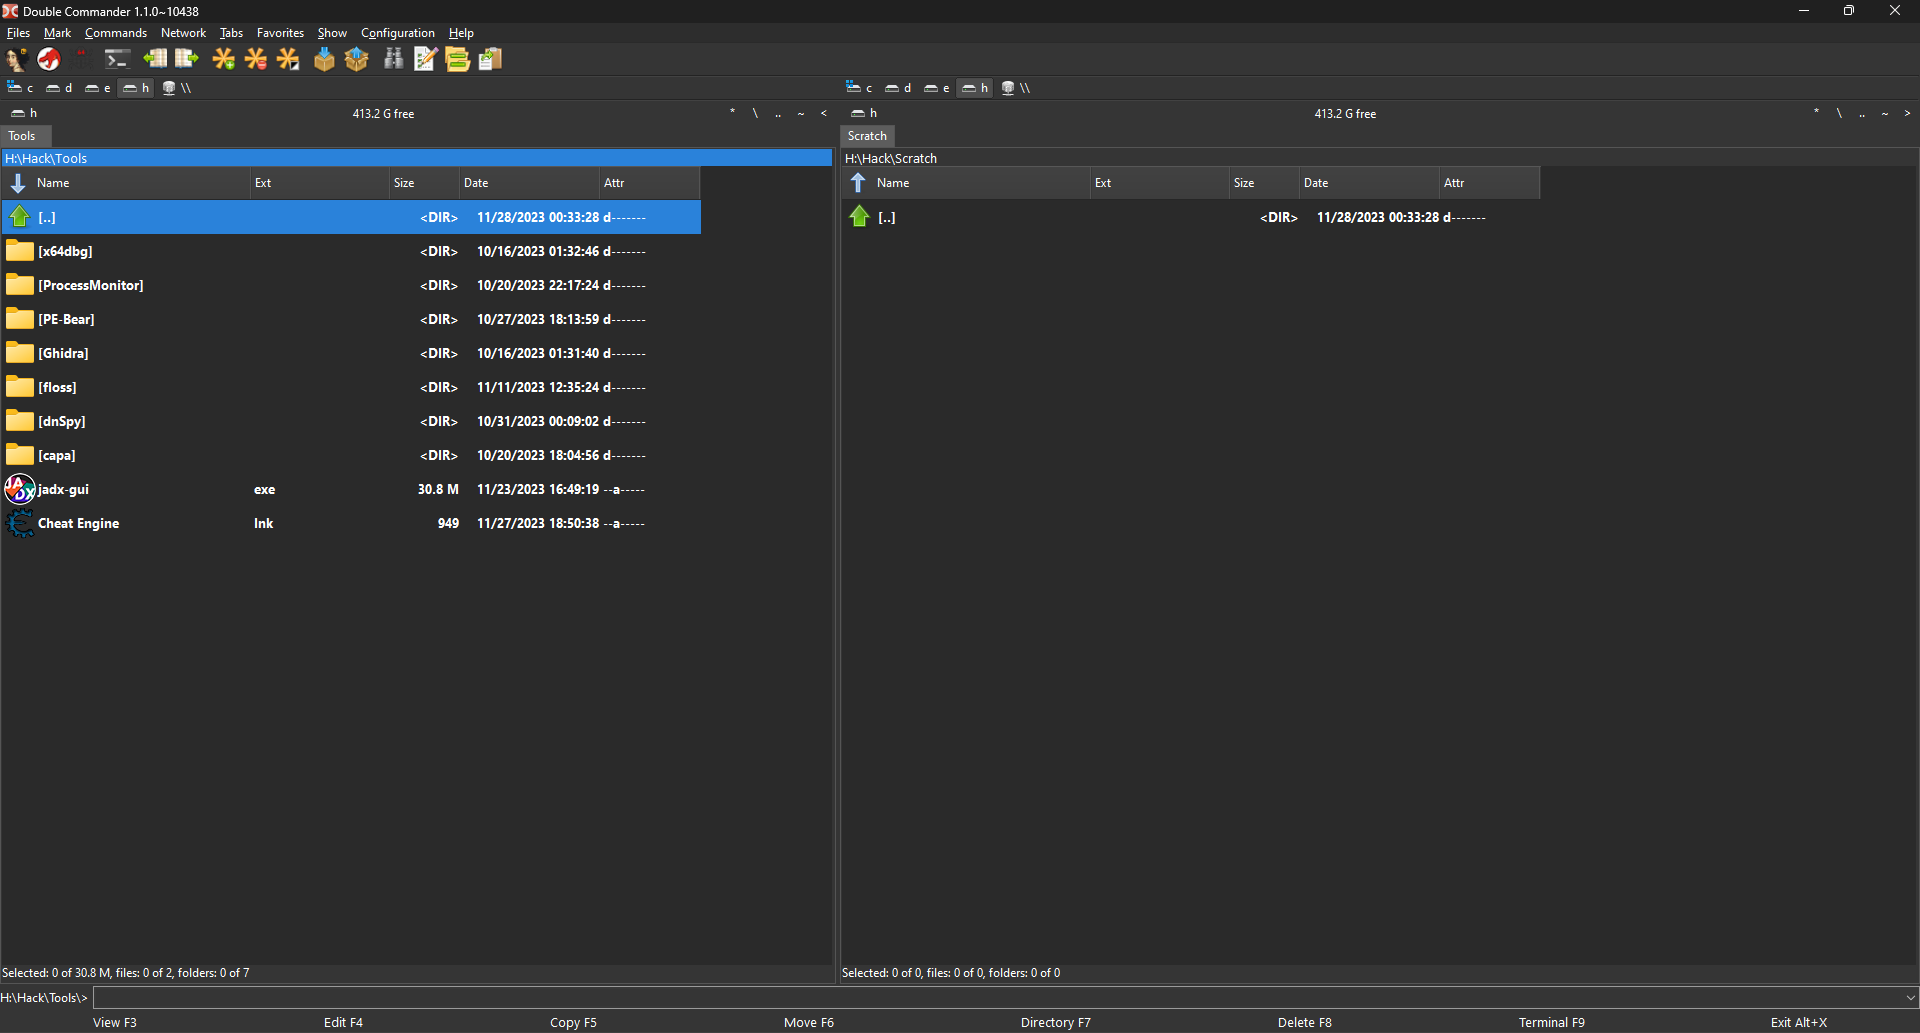 Double Commander 1.1.0~10438
Files Mark Commands Network Tabs Favorites Show Configuration Help
c d e h \\ c d e h \\
h 413.2 G free * \ .. ~ < h 413.2 G free * \ .. ~ >
Tools Scratch
H:\Hack\Tools H:\Hack\Scratch
Name Ext Size Date Attr Name Ext Size Date Attr
[..] <DIR> 11/28/2023 00:33:28 d------- [..] <DIR> 11/28/2023 00:33:28 d-------
[x64dbg] <DIR> 10/16/2023 01:32:46 d-------
[ProcessMonitor] <DIR> 10/20/2023 22:17:24 d-------
[PE-Bear] <DIR> 10/27/2023 18:13:59 d-------
[Ghidra] <DIR> 10/16/2023 01:31:40 d-------
[floss] <DIR> 11/11/2023 12:35:24 d-------
[dnSpy] <DIR> 10/31/2023 00:09:02 d-------
[capa] <DIR> 10/20/2023 18:04:56 d-------
JADX jadx-gui exe 30.8 M 11/23/2023 16:49:19 --a-----
Cheat Engine lnk 949 11/27/2023 18:50:38 --a-----
Selected: 0 of 30.8 M, files: 0 of 2, folders: 0 of 7 Selected: 0 of 0, files: 0 of 0, folders: 0 of 0
H:\Hack\Tools\>
View F3 Edit F4 Copy F5 Move F6 Directory F7 Delete F8 Terminal F9 Exit Alt+X